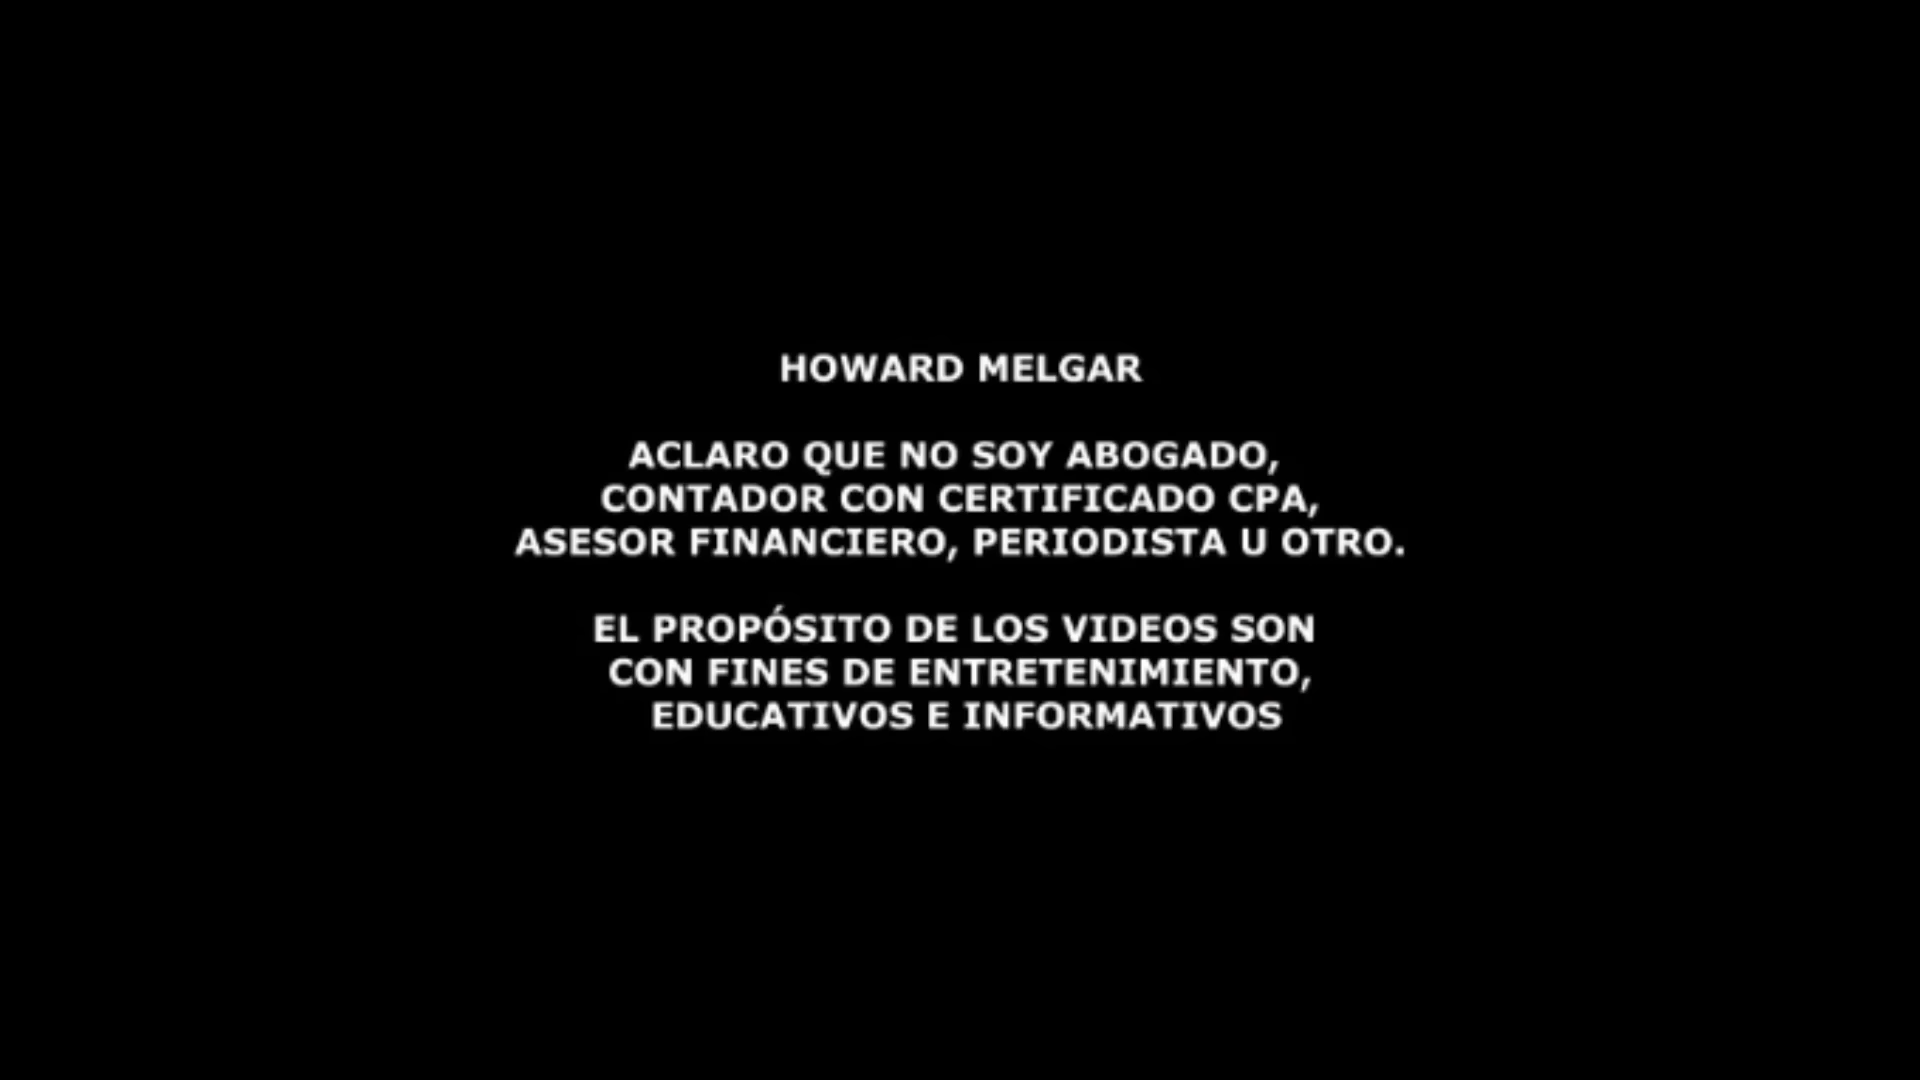 HOWARD MELGAR
ACLARO QUE NO SOY ABOGADO,
CONTADOR CON CERTIFICADO CPA,
ASESOR FINANCIERO, PERIODISTA U OTRO.
EL PROPÓSITO DE LOS VIDEOS SON
CON FINES DE ENTRETENIMIENTO,
EDUCATIVOS E INFORMATIVOS